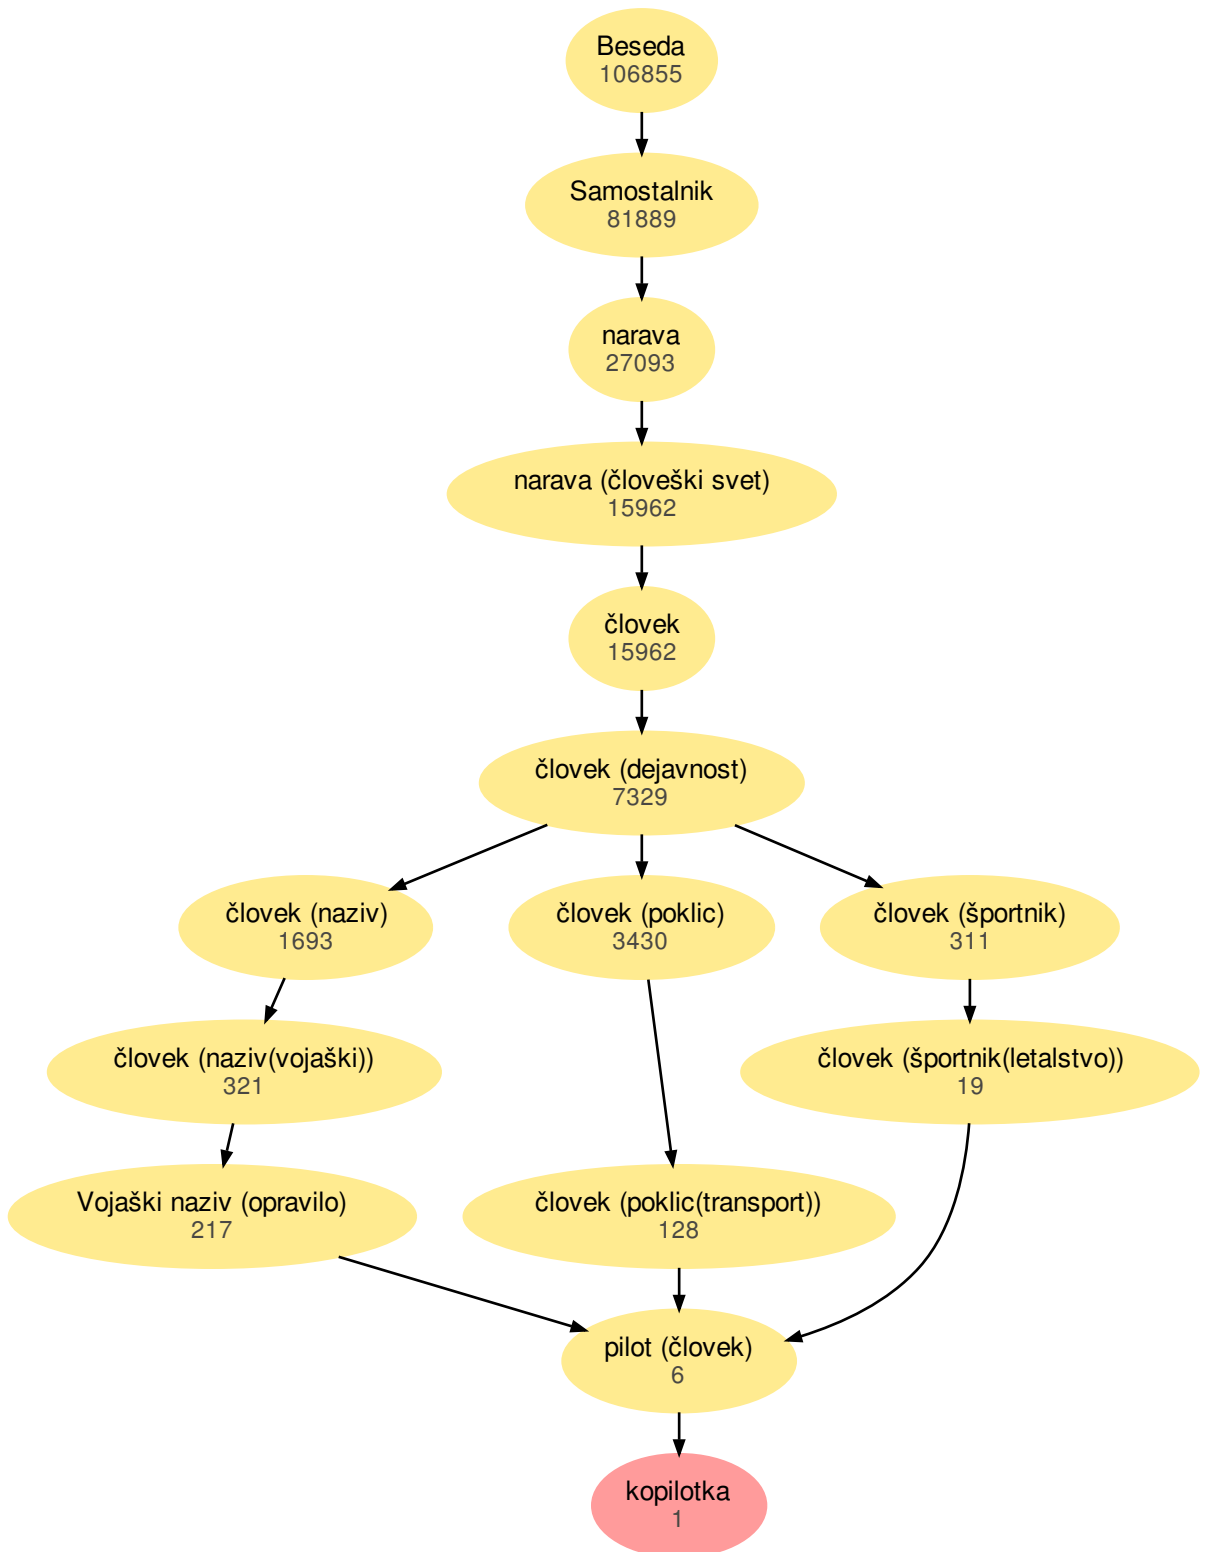 Beseda
106855
Samostalnik
81889
narava
27093
narava (človeški svet)
15962
človek
15962
človek (dejavnost)
7329
človek (naziv)
1693
človek (poklic)
3430
človek (športnik)
311
človek (naziv(vojaški))
321
človek (športnik(letalstvo))
19
Vojaški naziv (opravilo)
217
človek (poklic(transport))
128
pilot (človek)
6
kopilotka
1